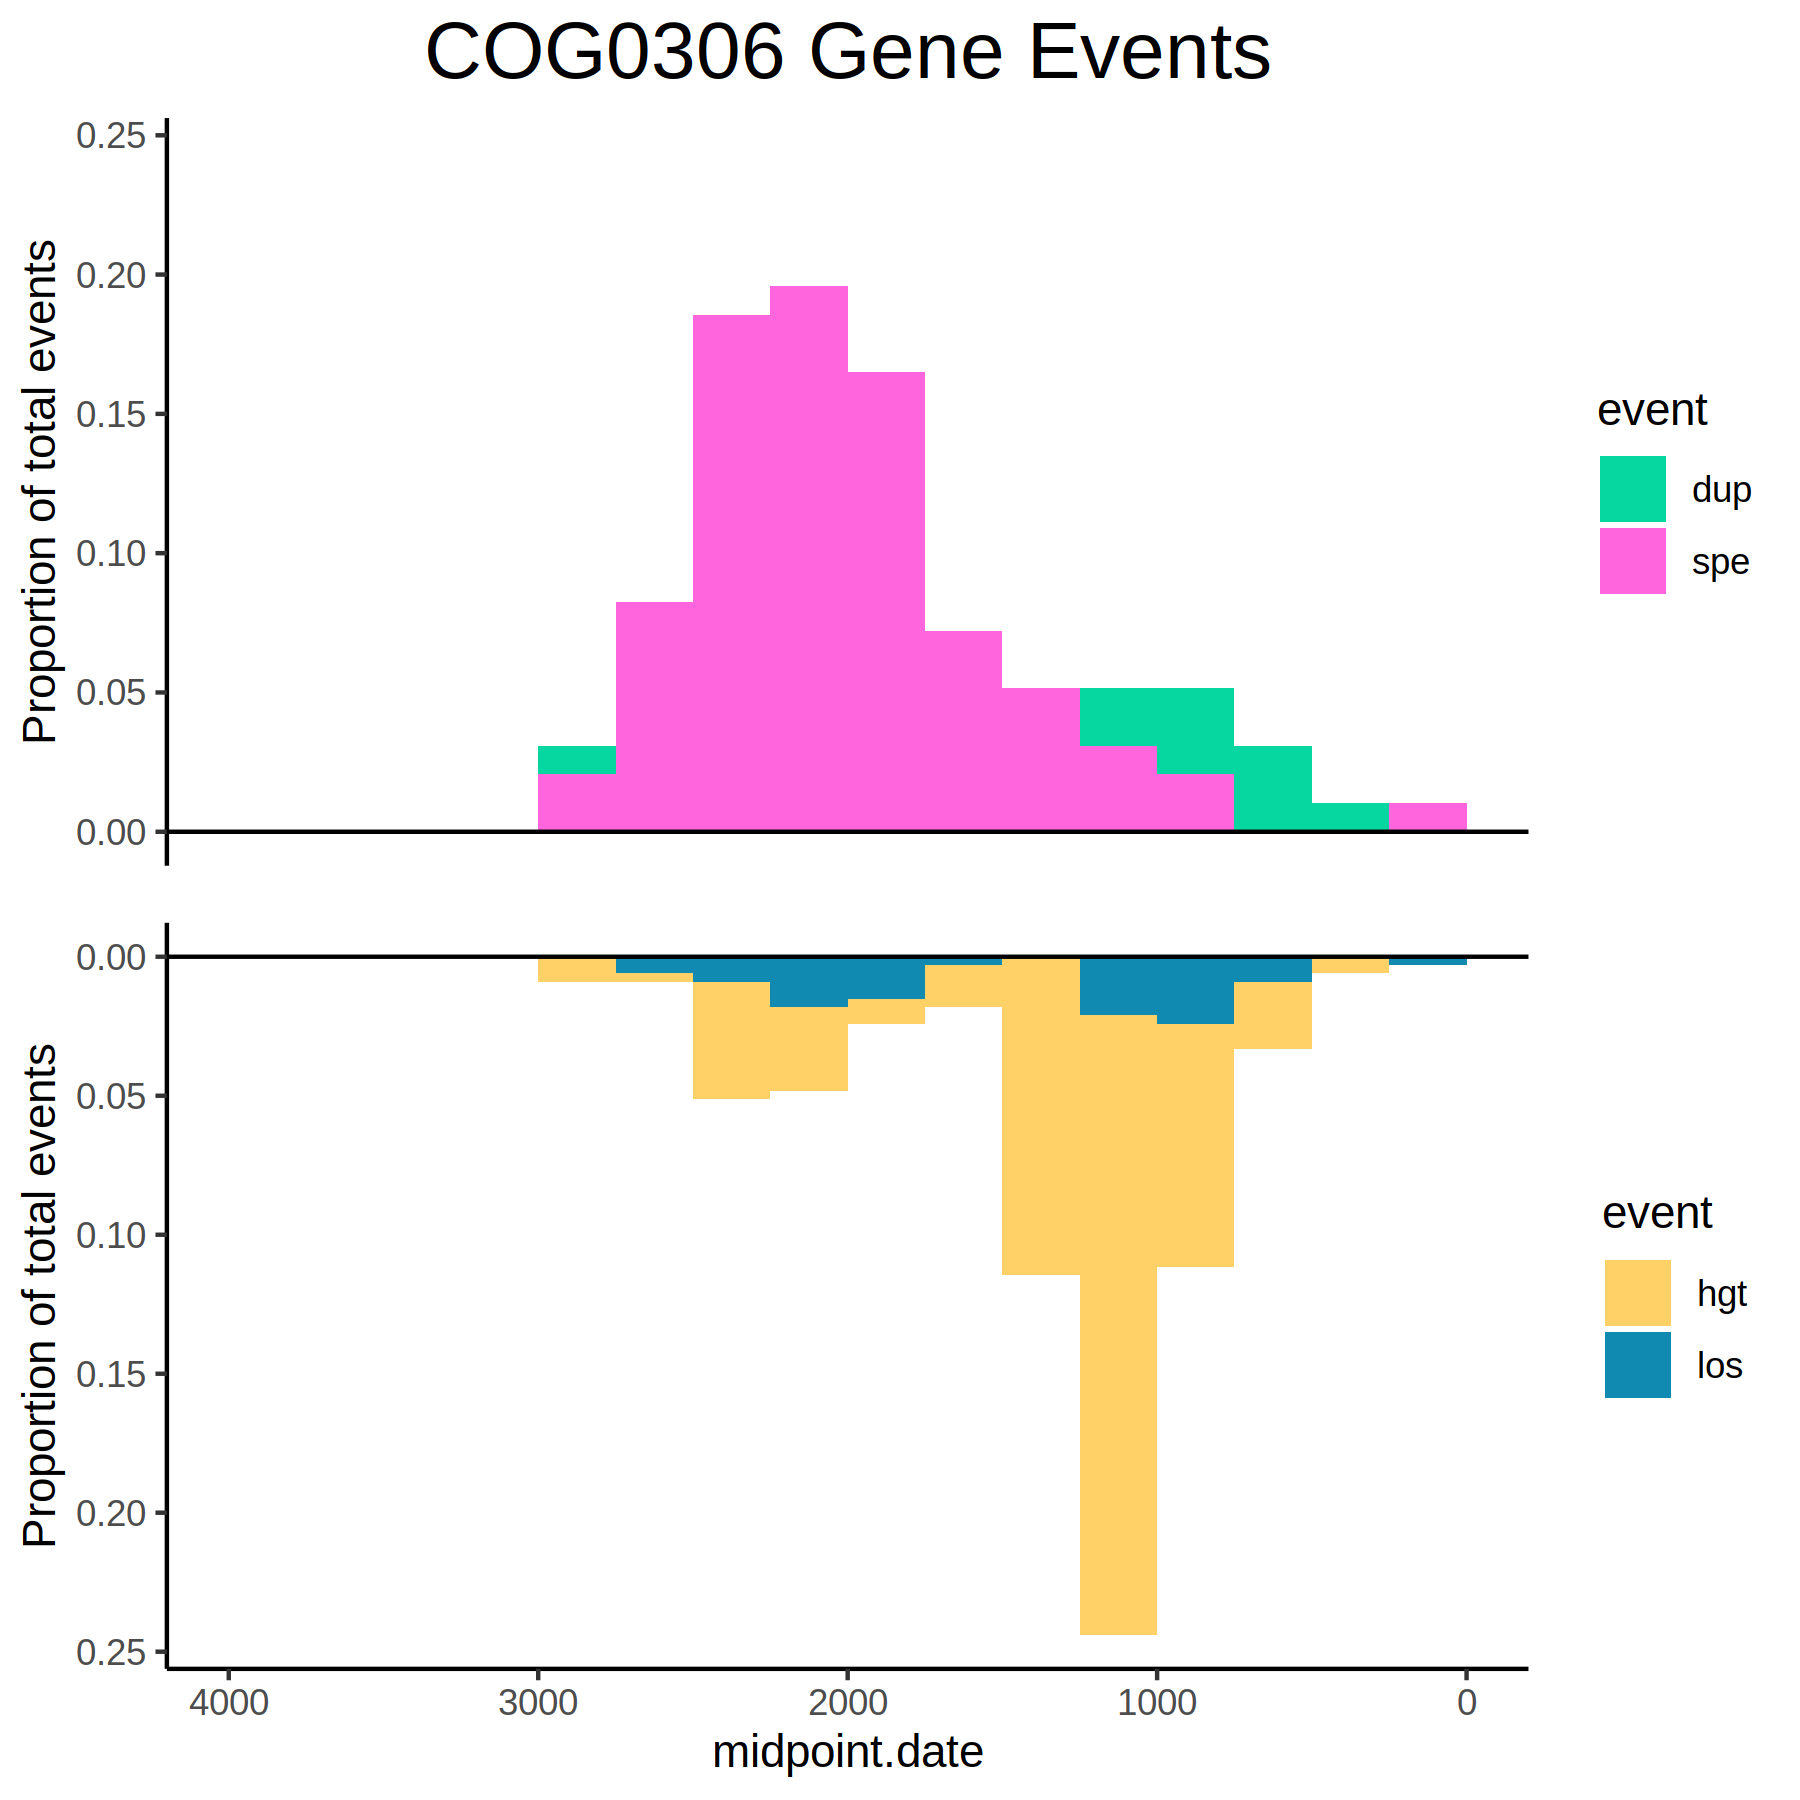 COG0306 Gene Events
0.25
0.20
0.15
0.10
0.05
0.00
Proportion of total events
event
dup
spe
0.00
0.05
0.10
0.15
0.20
0.25
Proportion of total events
event
hgt
los
4000 3000 2000 1000 0
midpoint.date